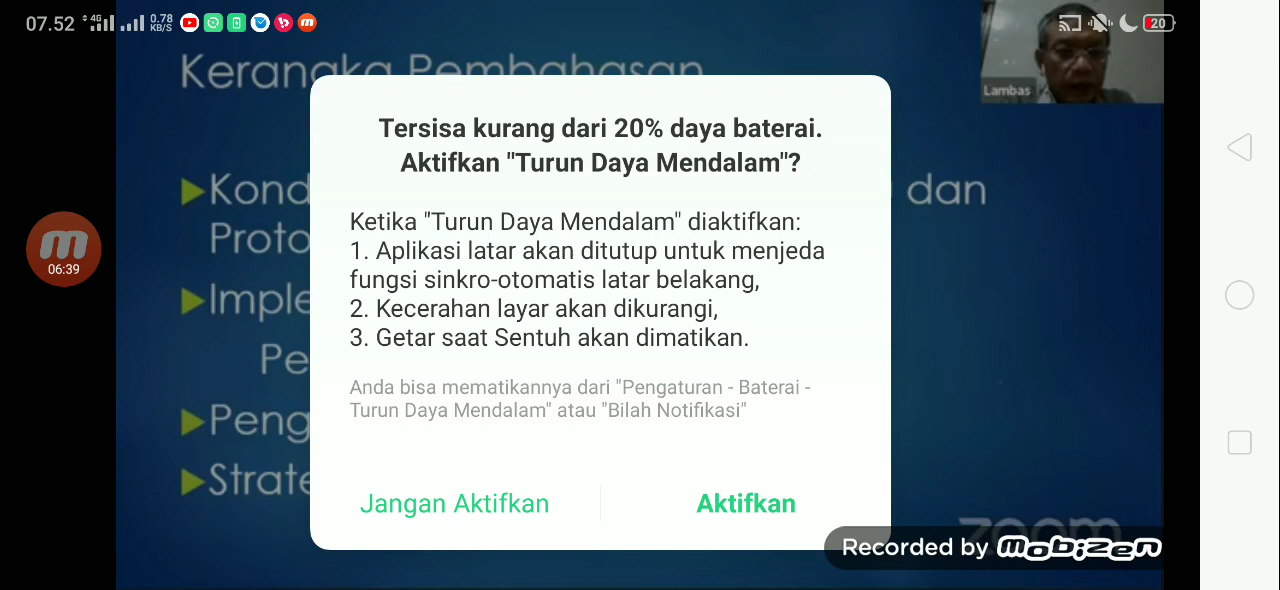 07.52 4G 0.78 KB/S 20
Kerangka Pembahasan
Lambas
Tersisa kurang dari 20% daya baterai.
Aktifkan "Turun Daya Mendalam"?
Kond dan
Proto
Imple
Pe
Peng
Strate
06:39
Ketika "Turun Daya Mendalam" diaktifkan:
1. Aplikasi latar akan ditutup untuk menjeda
fungsi sinkro-otomatis latar belakang,
2. Kecerahan layar akan dikurangi,
3. Getar saat Sentuh akan dimatikan.
Anda bisa mematikannya dari "Pengaturan - Baterai -
Turun Daya Mendalam" atau "Bilah Notifikasi"
Jangan Aktifkan Aktifkan
zoom
Recorded by mobizen